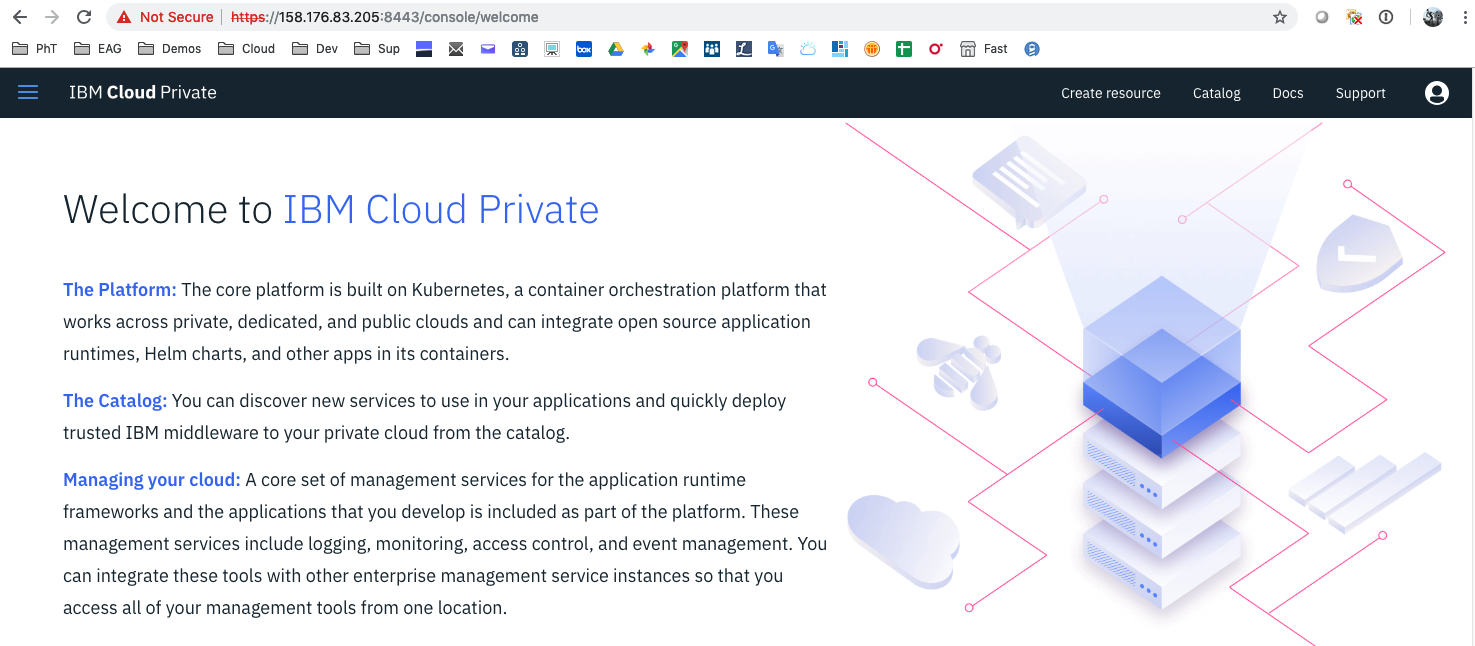 Not Secure https://158.176.83.205:8443/console/welcome
PhT EAG Demos Cloud Dev Sup box Fast
IBM Cloud Private Create resource Catalog Docs Support
Welcome to IBM Cloud Private
The Platform: The core platform is built on Kubernetes, a container orchestration platform that
works across private, dedicated, and public clouds and can integrate open source application
runtimes, Helm charts, and other apps in its containers.
The Catalog: You can discover new services to use in your applications and quickly deploy
trusted IBM middleware to your private cloud from the catalog.
Managing your cloud: A core set of management services for the application runtime
frameworks and the applications that you develop is included as part of the platform. These
management services include logging, monitoring, access control, and event management. You
can integrate these tools with other enterprise management service instances so that you
access all of your management tools from one location.